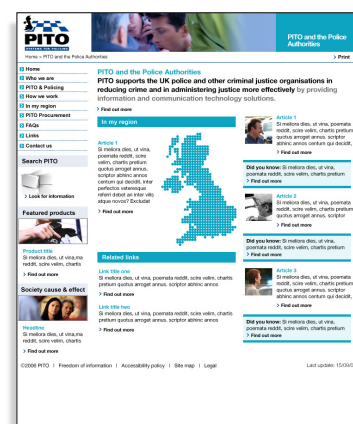 PITO
PITO and the Police
Authorities
Home > PITO and the Police Authorities
> Print
Home
Who we are
PITO & Policing
How we work
In my region
PITO Procurement
FAQs
Links
Contact us
Search PITO
> Look for information
Featured products
Product title
Si meliora dies, ut vina,ma
reddit, scire velim, chartis
> Find out more
Society cause & effect
Headline
Si meliora dies, ut vina,ma
reddit, scire velim, chartis
> Find out more
PITO and the Police Authorities
PITO supports the UK police and other criminal justice organisations in
reducing crime and in administering justice more effectively by providing
information and communication technology solutions.
> Find out more
In my region
Article 1
Si meliora dies, ut vina,
poemata reddit, scire
velim, chartis pretium
quotus arroget annus.
scriptor abhinc annos
centum qui decidit, inter
perfectos veteresque
referri debet an inter vilis
atque novos? Excludat
> Find out more
Related links
Link title one
Si meliora dies, ut vina, poemata reddit, scire velim, chartis
pretium quotus arroget annus. scriptor abhinc annos
> Find out more
Link title two
Si meliora dies, ut vina, poemata reddit, scire velim, chartis
pretium quotus arroget annus. scriptor abhinc annos
> Find out more
Article 1
Si meliora dies, ut vina, poemata
reddit, scire velim, chartis pretium
quotus arroget annus. scriptor
abhinc annos centum qui decidit,
> Find out more
Did you know: Si meliora dies, ut vina,
poemata reddit, scire velim, chartis pretium
> Find out more
Article 2
Si meliora dies, ut vina, poemata
reddit, scire velim, chartis pretium
quotus arroget annus. scriptor
> Find out more
Did you know: Si meliora dies, ut vina,
poemata reddit, scire velim, chartis pretium
> Find out more
Article 3
Si meliora dies, ut vina, poemata
reddit, scire velim, chartis pretium
quotus arroget annus. scriptor
abhinc annos centum qui decidit,
> Find out more
Did you know: Si meliora dies, ut vina,
poemata reddit, scire velim, chartis pretium
> Find out more
©2006 PITO | Freedom of information | Accessibility policy | Site map | Legal
Last update: 15/09/